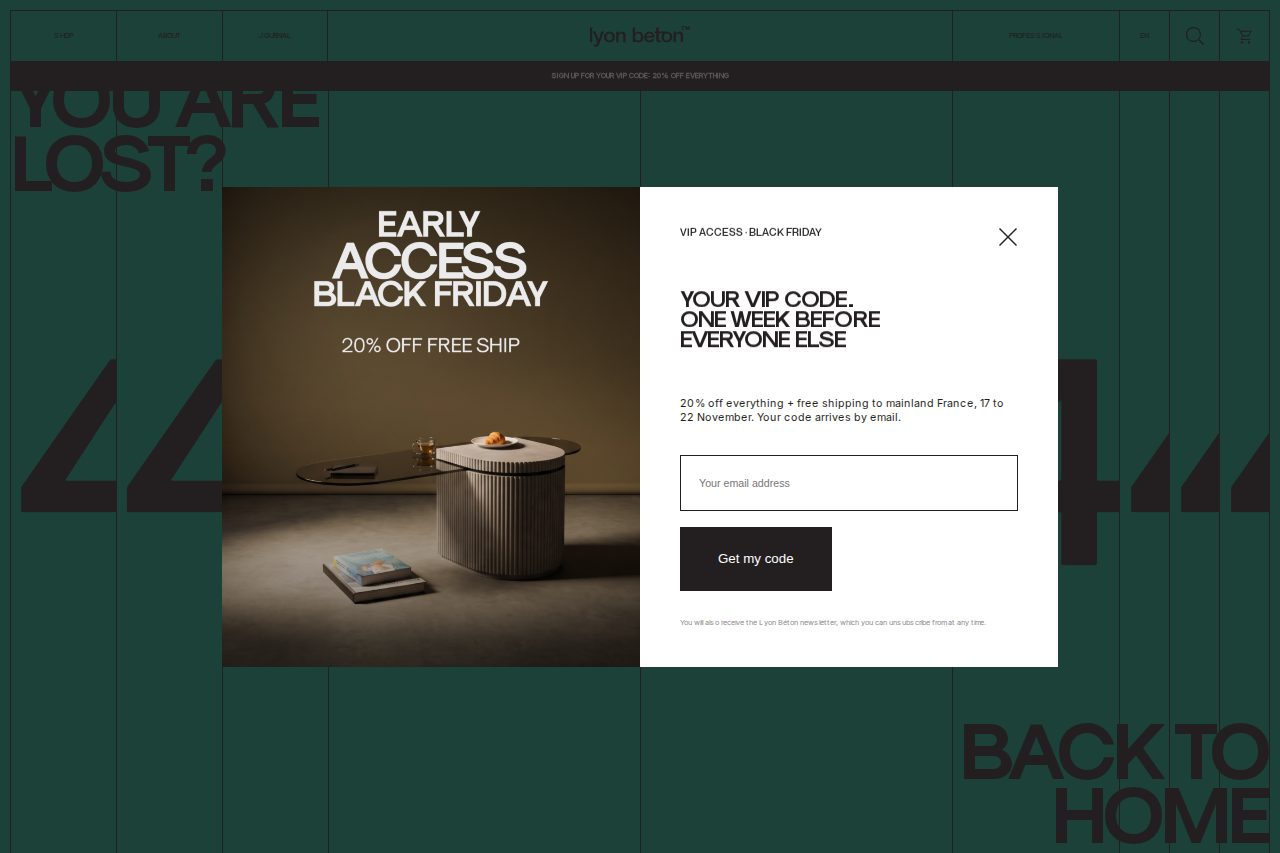 SHOP
ABOUT
JOURNAL
lyon beton™
PROFESSIONAL
EN
SIGN UP FOR YOUR VIP CODE: 20% OFF EVERYTHING
YOU ARE
LOST?
EARLY
ACCESS
BLACK FRIDAY
20% OFF FREE SHIP
VIP ACCESS · BLACK FRIDAY
YOUR VIP CODE.
ONE WEEK BEFORE
EVERYONE ELSE
20% off everything + free shipping to mainland France, 17 to
22 November. Your code arrives by email.
Your email address
Get my code
You will also receive the Lyon Béton newsletter, which you can unsubscribe from at any time.
BACK TO
HOME